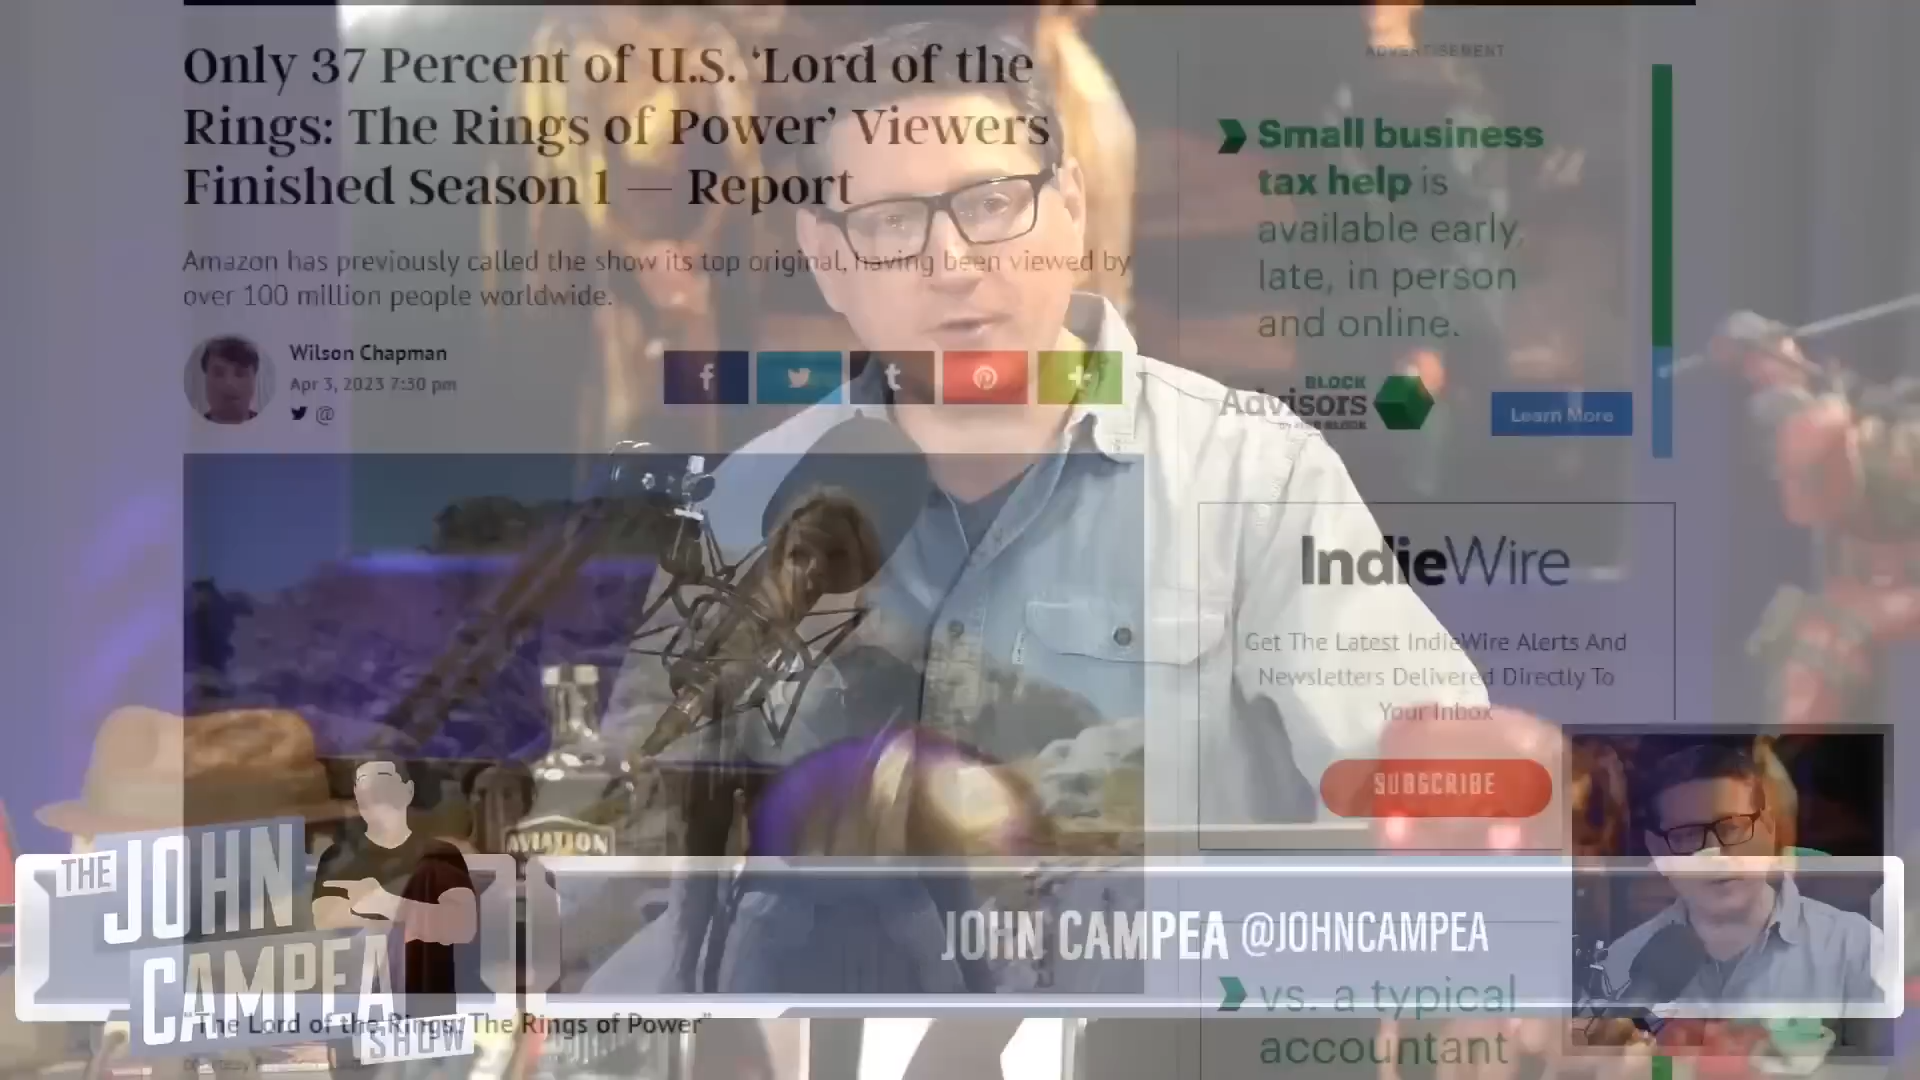 Only 37 Percent of U.S. 'Lord of the
Rings: The Rings of Power' Viewers
Finished Season 1 — Report
Amazon has previously called the show its top original, having been viewed by
over 100 million people worldwide.
Wilson Chapman
Apr 3, 2023 7:30 pm
@
f
t
+
ADVERTISEMENT
Small business
tax help is
available early,
late, in person
and online.
BLOCK
Advisors
BY H&R BLOCK
Learn More
IndieWire
Get The Latest IndieWire Alerts And
Newsletters Delivered Directly To
Your Inbox
SUBSCRIBE
AVIATION
THE
JOHN
CAMPEA
SHOW
JOHN CAMPEA @JOHNCAMPEA
vs. a typical
accountant
"The Lord of the Rings: The Rings of Power"